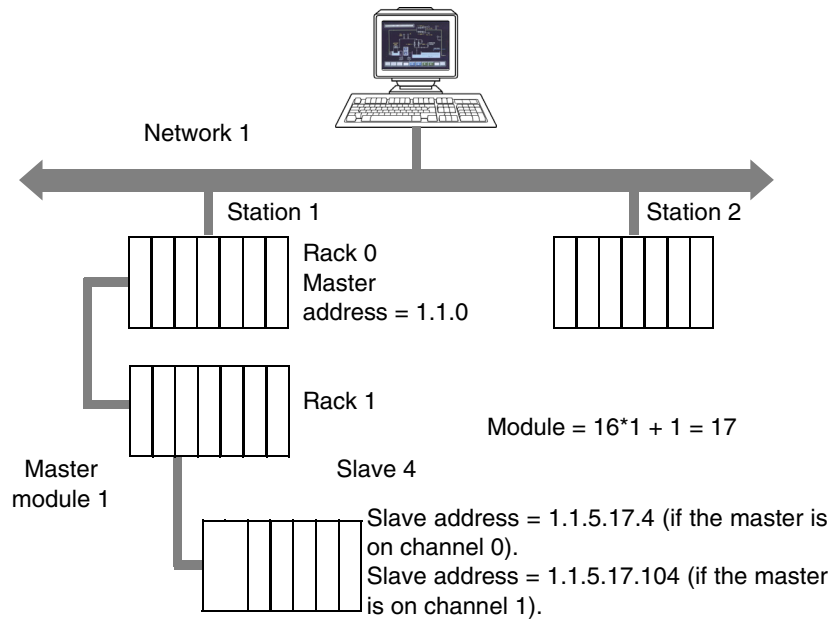 Network 1
Station 1
Station 2
Rack 0
Master
address = 1.1.0
Rack 1
Module = 16*1 + 1 = 17
Master
module 1
Slave 4
Slave address = 1.1.5.17.4 (if the master is
on channel 0).
Slave address = 1.1.5.17.104 (if the master
is on channel 1).